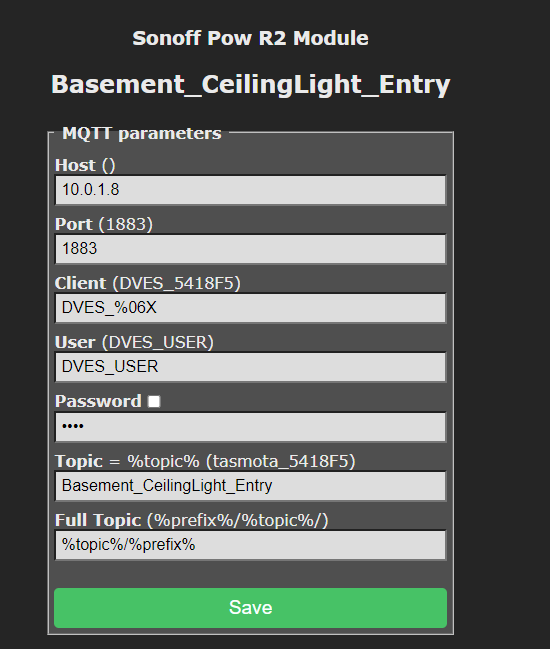 Sonoff Pow R2 Module
Basement_CeilingLight_Entry
MQTT parameters
Host ()
10.0.1.8
Port (1883)
1883
Client (DVES_5418F5)
DVES_%06X
User (DVES_USER)
DVES_USER
Password
••••
Topic = %topic% (tasmota_5418F5)
Basement_CeilingLight_Entry
Full Topic (%prefix%/%topic%/)
%topic%/%prefix%
Save